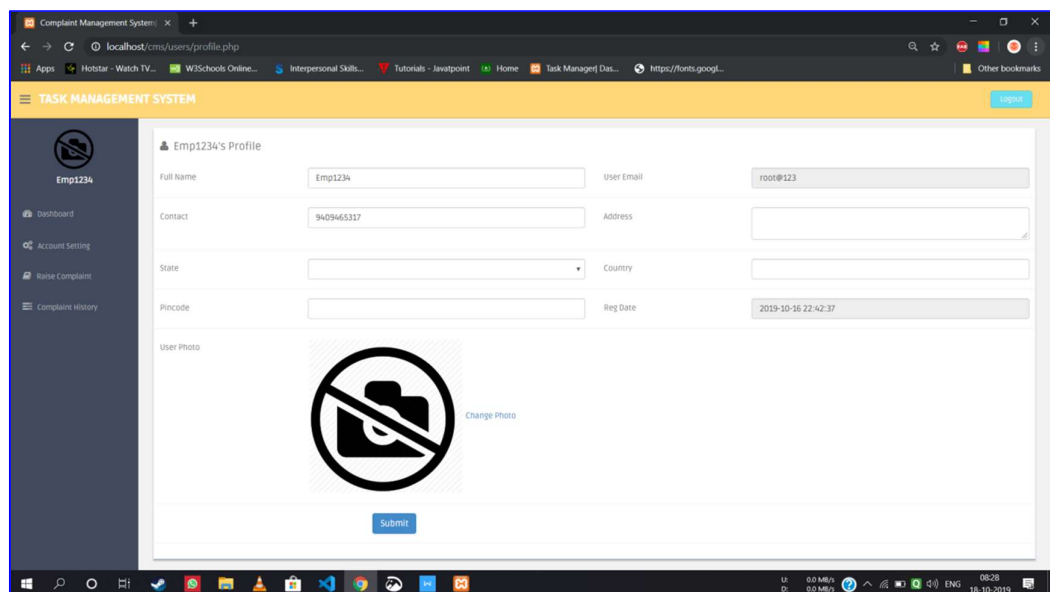 Complaint Management System|
localhost/cms/users/profile.php
Apps Hotstar - Watch TV... W3Schools Online... Interpersonal Skills... Tutorials - Javatpoint Home Task Manager| Das... https://fonts.googl... Other bookmarks
TASK MANAGEMENT SYSTEM Logout
Emp1234
Dashboard
Account Setting
Raise Complaint
Complaint History
Emp1234's Profile
Full Name Emp1234 User Email root@123
Contact 9409465317 Address
State Country
Pincode Reg Date 2019-10-16 22:42:37
User Photo
Change Photo
Submit
U: 0.0 MB/s
D: 0.0 MB/s
ENG
08:28
18-10-2019